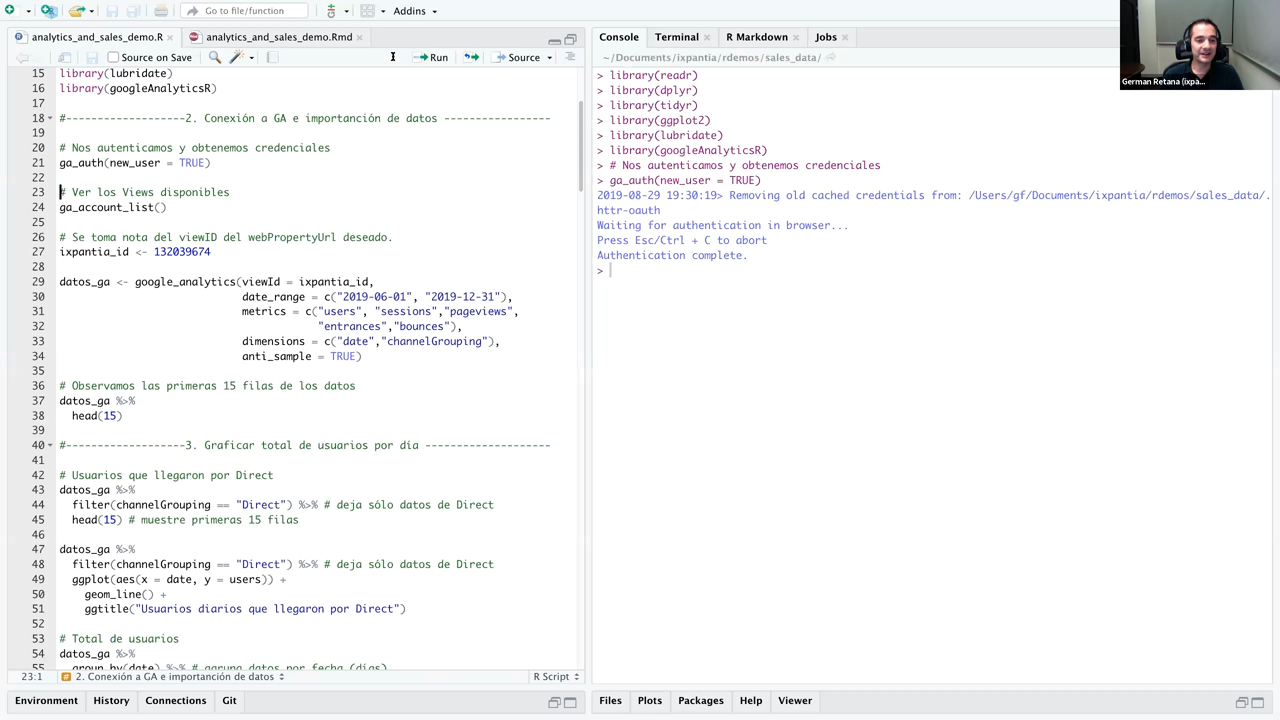 Go to file/function
Addins
analytics_and_sales_demo.R
analytics_and_sales_demo.Rmd
Source on Save
Run
Source
15 library(lubridate)
16 library(googleAnalyticsR)
17
18 #------------------2. Conexión a GA e importanción de datos ----------------
19
20 # Nos autenticamos y obtenemos credenciales
21 ga_auth(new_user = TRUE)
22
23 # Ver los Views disponibles
24 ga_account_list()
25
26 # Se toma nota del viewID del webPropertyUrl deseado.
27 ixpantia_id <- 132039674
28
29 datos_ga <- google_analytics(viewId = ixpantia_id,
30 date_range = c("2019-06-01", "2019-12-31"),
31 metrics = c("users", "sessions","pageviews",
32 "entrances","bounces"),
33 dimensions = c("date","channelGrouping"),
34 anti_sample = TRUE)
35
36 # Observamos las primeras 15 filas de los datos
37 datos_ga %>%
38 head(15)
39
40 #------------------3. Graficar total de usuarios por día -------------------
41
42 # Usuarios que llegaron por Direct
43 datos_ga %>%
44 filter(channelGrouping == "Direct") %>% # deja sólo datos de Direct
45 head(15) # muestre primeras 15 filas
46
47 datos_ga %>%
48 filter(channelGrouping == "Direct") %>% # deja sólo datos de Direct
49 ggplot(aes(x = date, y = users)) +
50 geom_line() +
51 ggtitle("Usuarios diarios que llegaron por Direct")
52
53 # Total de usuarios
54 datos_ga %>%
55 group_by(date) %>% # agrupa datos por fecha (días)
23:1 2. Conexión a GA e importanción de datos R Script
Environment History Connections Git
Console Terminal R Markdown Jobs
~/Documents/ixpantia/rdemos/sales_data/
> library(readr)
> library(dplyr)
> library(tidyr)
> library(ggplot2)
> library(lubridate)
> library(googleAnalyticsR)
> # Nos autenticamos y obtenemos credenciales
> ga_auth(new_user = TRUE)
2019-08-29 19:30:19> Removing old cached credentials from: /Users/gf/Documents/ixpantia/rdemos/sales_data/.
httr-oauth
Waiting for authentication in browser...
Press Esc/Ctrl + C to abort
Authentication complete.
>
Files Plots Packages Help Viewer
German Retana (ixpa...